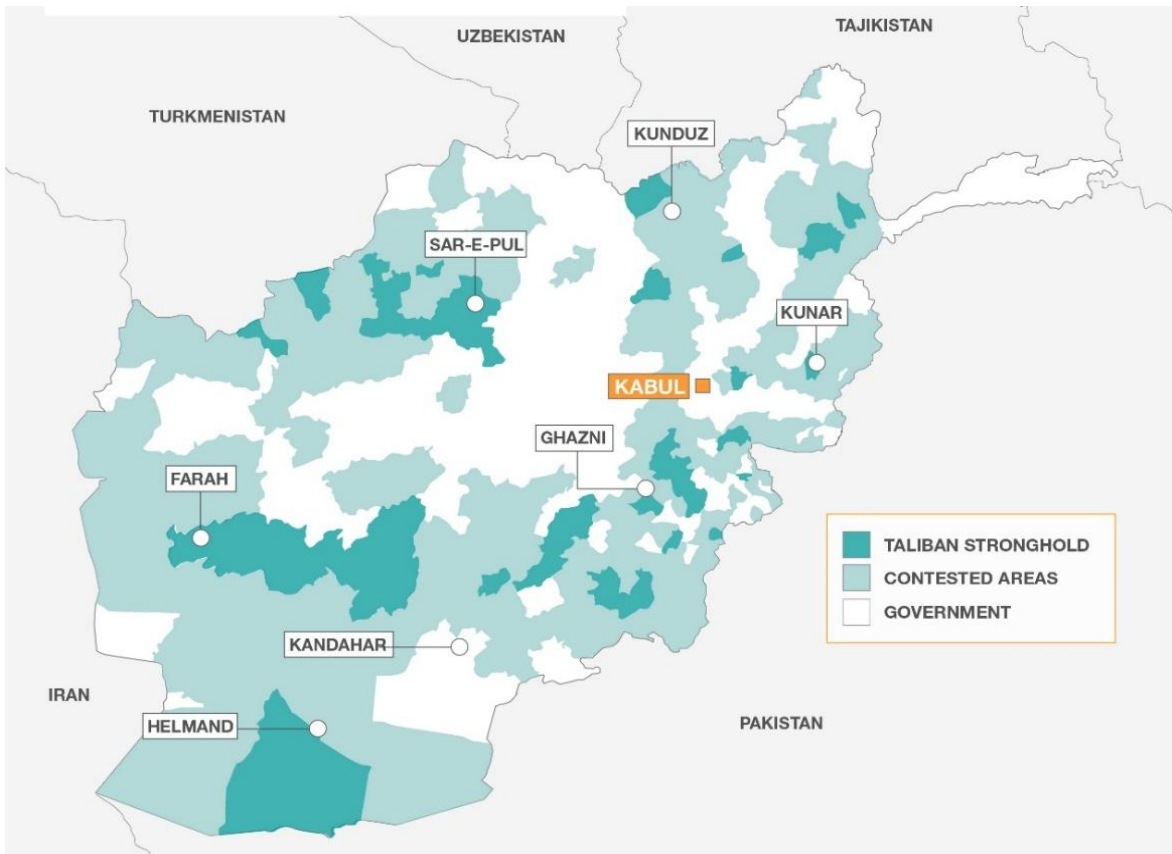 UZBEKISTAN
TAJIKISTAN
TURKMENISTAN
KUNDUZ
SAR-E-PUL
KUNAR
KABUL
GHAZNI
FARAH
TALIBAN STRONGHOLD
CONTESTED AREAS
GOVERNMENT
KANDAHAR
IRAN
HELMAND
PAKISTAN